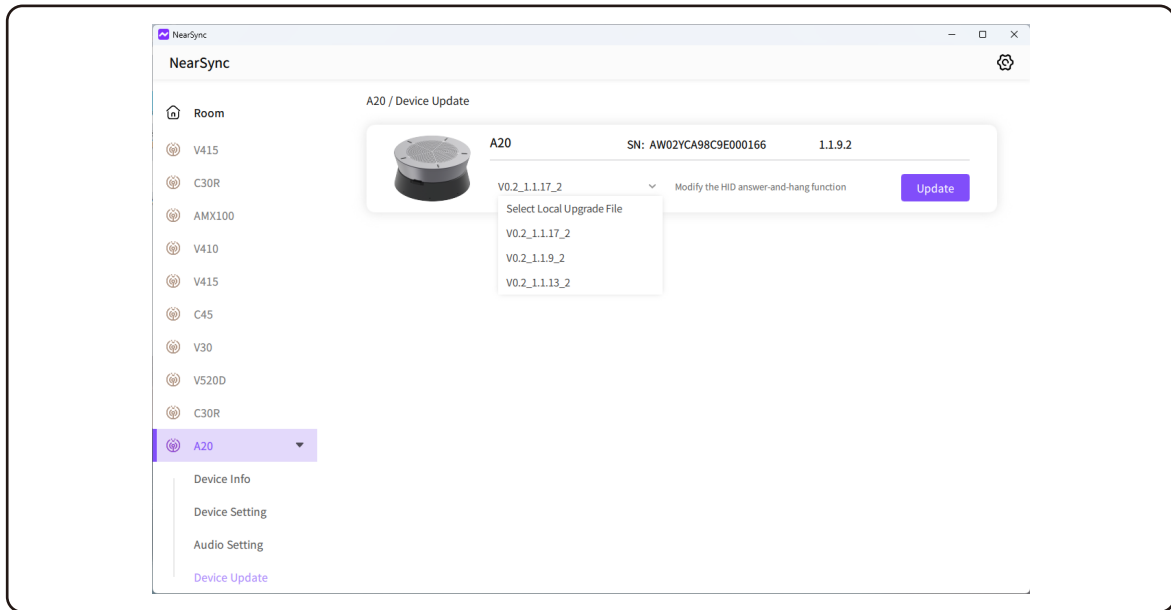 NearSync
NearSync
Room
V415
C30R
AMX100
V410
V415
C45
V30
V520D
C30R
A20
Device Info
Device Setting
Audio Setting
Device Update
A20 / Device Update
A20 SN: AW02YCA98C9E000166 1.1.9.2
V0.2_1.1.17_2 Modify the HID answer-and-hang function Update
Select Local Upgrade File
V0.2_1.1.17_2
V0.2_1.1.9_2
V0.2_1.1.13_2